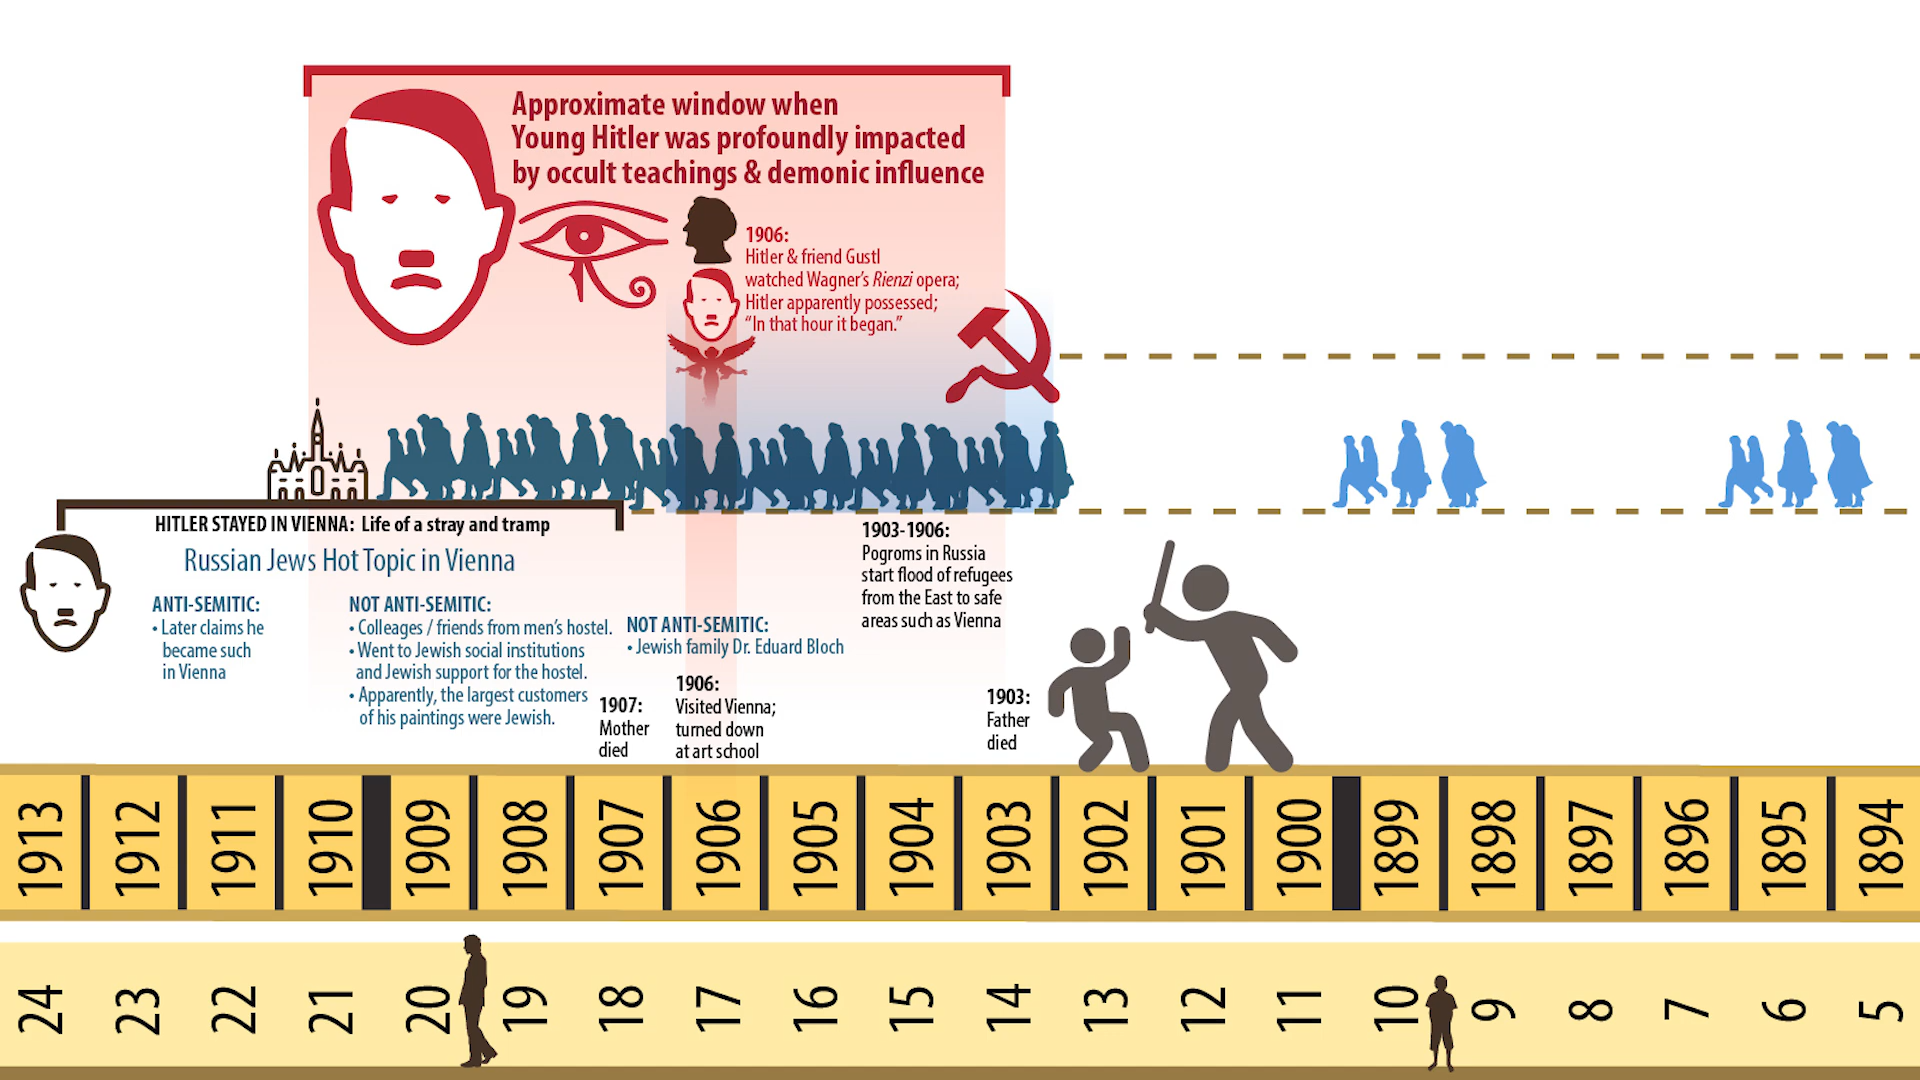 Approximate window when
Young Hitler was profoundly impacted
by occult teachings & demonic influence
1906:
Hitler & friend Gustl
watched Wagner's Rienzi opera;
Hitler apparently possessed;
“In that hour it began.”
HITLER STAYED IN VIENNA: Life of a stray and tramp
Russian Jews Hot Topic in Vienna
ANTI-SEMITIC:
• Later claims he
became such
in Vienna
NOT ANTI-SEMITIC:
• Colleages / friends from men's hostel.
• Went to Jewish social institutions
and Jewish support for the hostel.
• Apparently, the largest customers
of his paintings were Jewish.
NOT ANTI-SEMITIC:
• Jewish family Dr. Eduard Bloch
1903-1906:
Pogroms in Russia
start flood of refugees
from the East to safe
areas such as Vienna
1907:
Mother
died
1906:
Visited Vienna;
turned down
at art school
1903:
Father
died
1913
1912
1911
1910
1909
1908
1907
1906
1905
1904
1903
1902
1901
1900
1899
1898
1897
1896
1895
1894
24
23
22
21
20
19
18
17
16
15
14
13
12
11
10
9
8
7
6
5